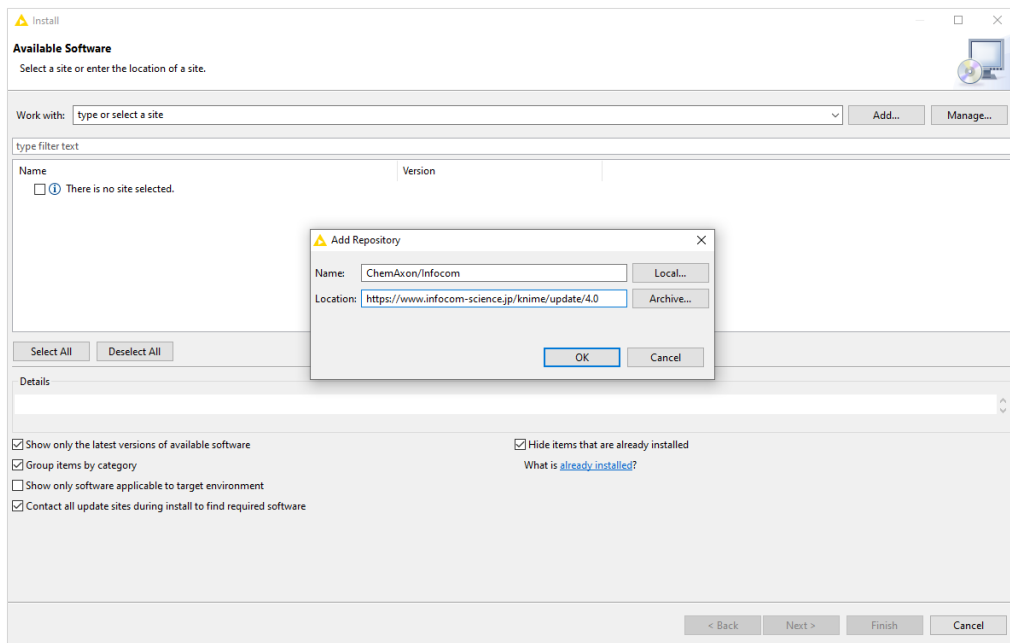 Install
Available Software
Select a site or enter the location of a site.
Work with: type or select a site Add... Manage...
type filter text
Name Version
There is no site selected.
Add Repository
Name: ChemAxon/Infocom Local...
Location: https://www.infocom-science.jp/knime/update/4.0 Archive...
OK Cancel
Select All Deselect All
Details
Show only the latest versions of available software Hide items that are already installed
Group items by category What is already installed?
Show only software applicable to target environment
Contact all update sites during install to find required software
< Back Next > Finish Cancel